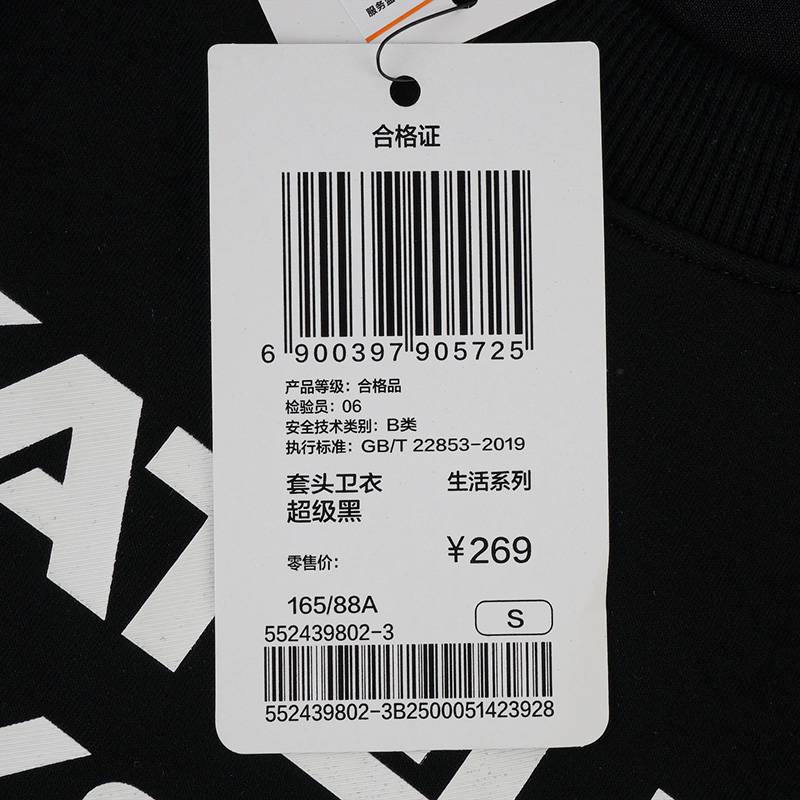 服务
合格证
6 900397 905725
产品等级：合格品
检验员：06
安全技术类别：B类
执行标准：GB/T 22853-2019
套头卫衣 生活系列
超级黑
零售价： ¥269
165/88A
S
552439802-3
552439802-3B2500051423928